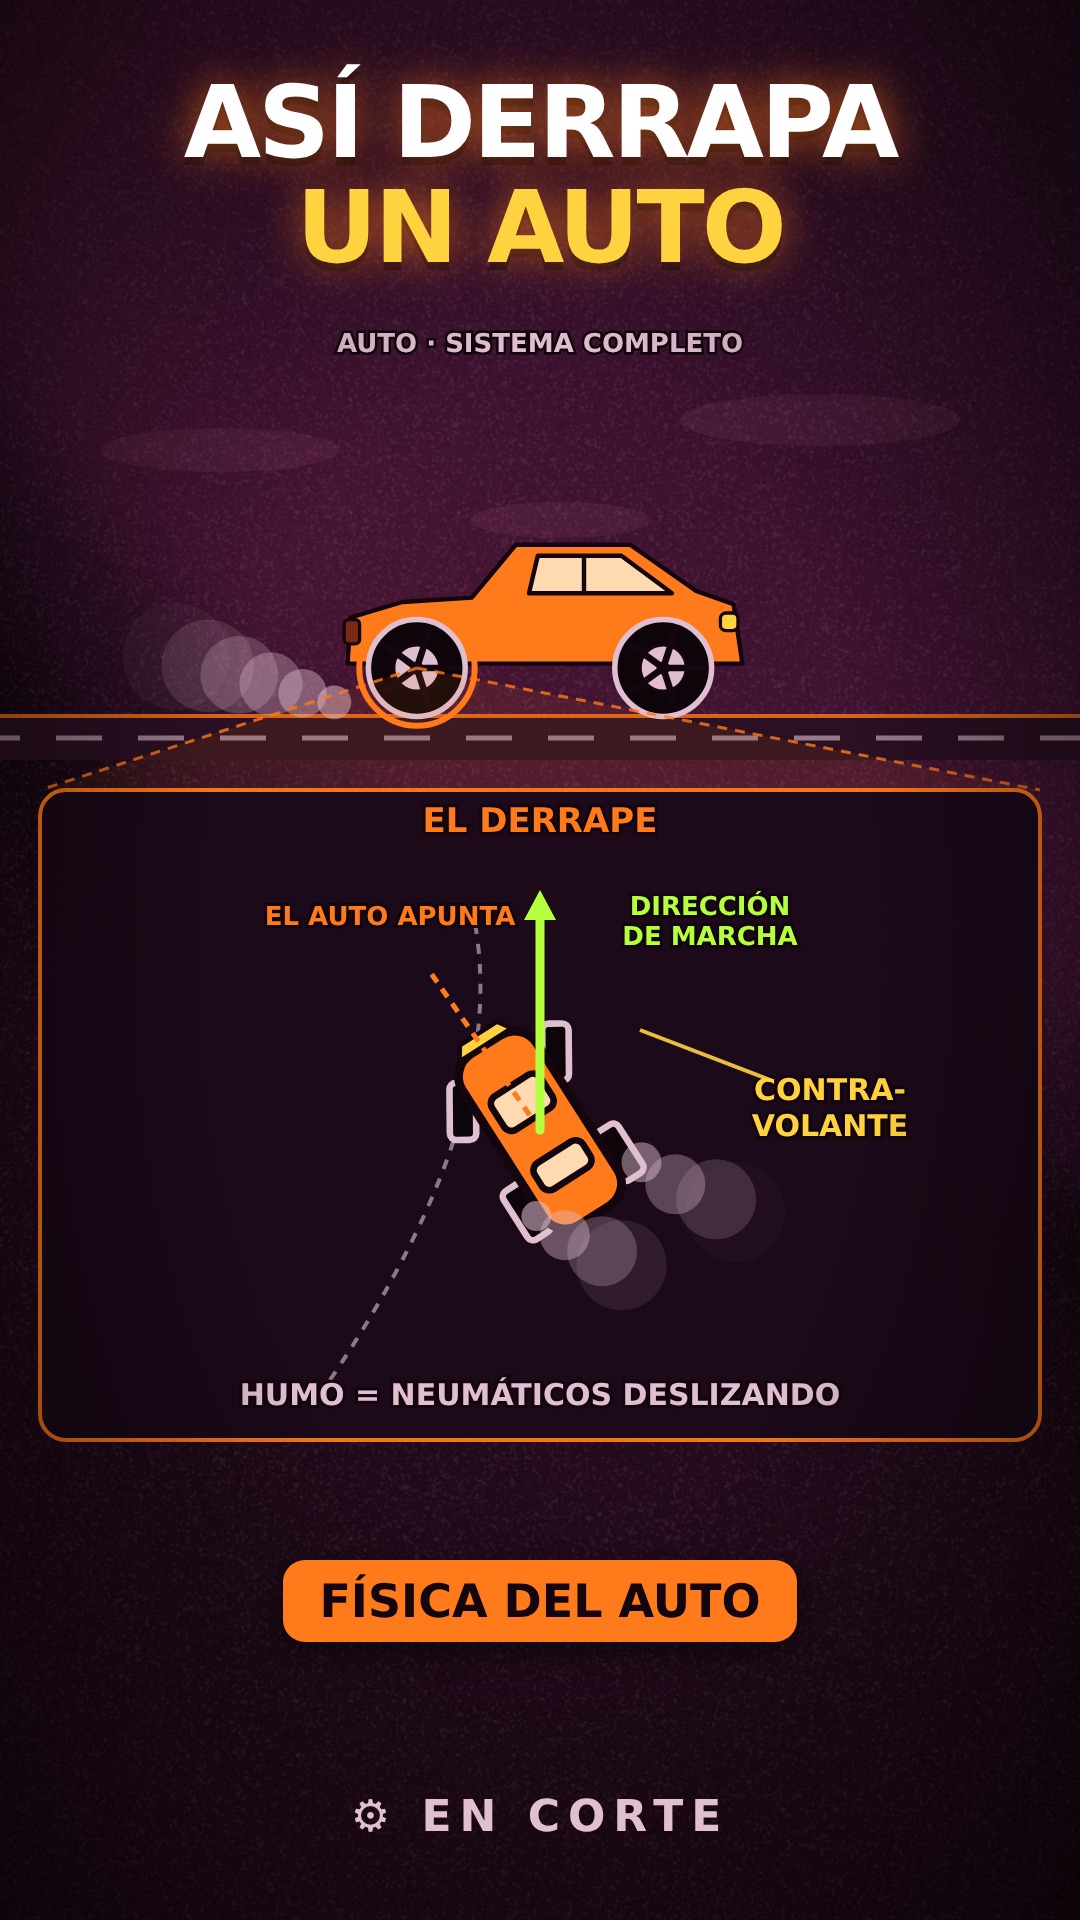 ASÍ DERRAPA
UN AUTO
AUTO · SISTEMA COMPLETO
EL DERRAPE
EL AUTO APUNTA
DIRECCIÓN
DE MARCHA
CONTRA-
VOLANTE
HUMO = NEUMÁTICOS DESLIZANDO
FÍSICA DEL AUTO
⚙ EN CORTE